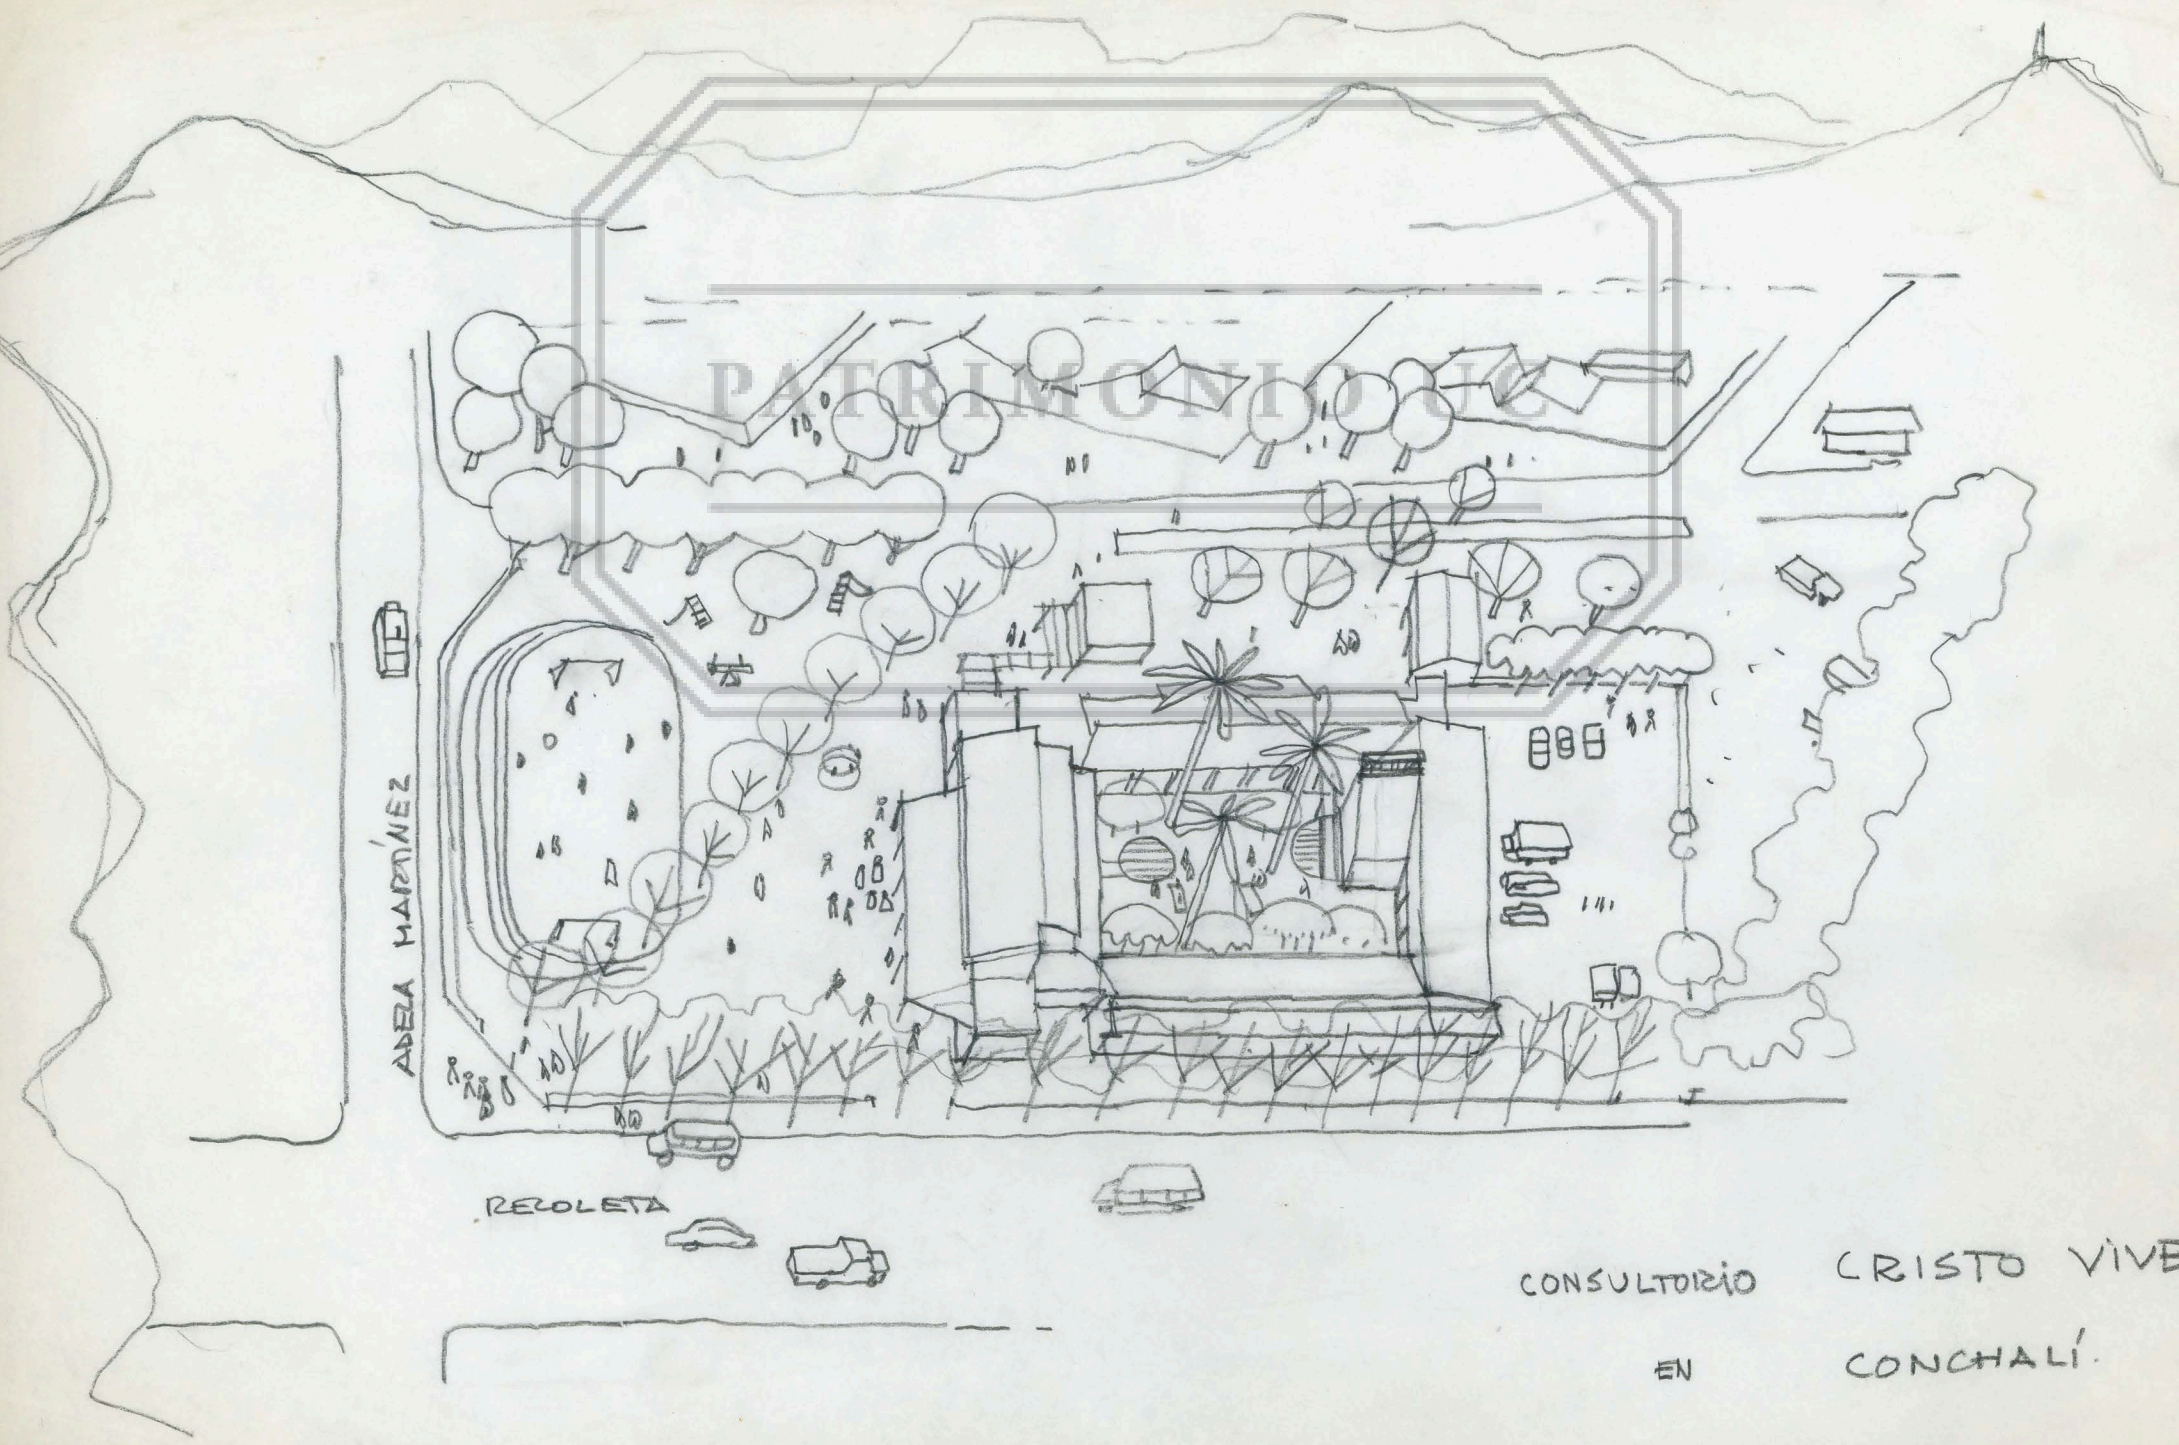 PATRIMONIO UC
ADELA MARTÍNEZ
RECOLETA
CONSULTORIO CRISTO VIVE
EN CONCHALÍ.